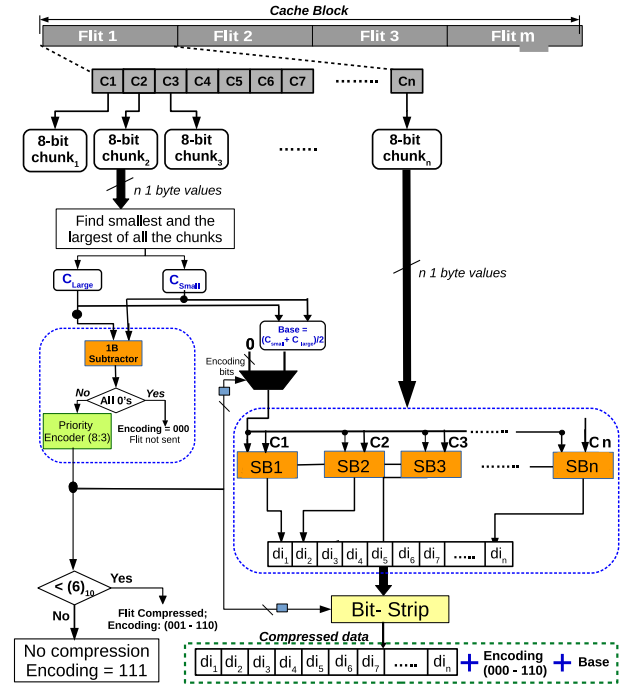 Cache Block
Flit 1 Flit 2 Flit 3 Flit m
C1 C2 C3 C4 C5 C6 C7 ........ Cn
8-bit chunk1
8-bit chunk2
8-bit chunk3
.......
8-bit chunkn
n 1 byte values
Find smallest and the
largest of all the chunks
n 1 byte values
CLarge
CSmall
Base =
(Csmall+ Clarge)/2
1B
Subtractor
0
Encoding
bits
No
All 0's
Yes
Priority
Encoder (8:3)
Encoding = 000
Flit not sent
C1 C2 C3 ....... Cn
SB1 SB2 SB3 ....... SBn
di1 di2 di3 di4 di5 di6 di7 ..... din
< (6)10
Yes
No
Flit Compressed;
Encoding: (001 - 110)
Bit- Strip
Compressed data
No compression
Encoding = 111
di1 di2 di3 di4 di5 di6 di7 ..... din + Encoding (000 - 110) + Base